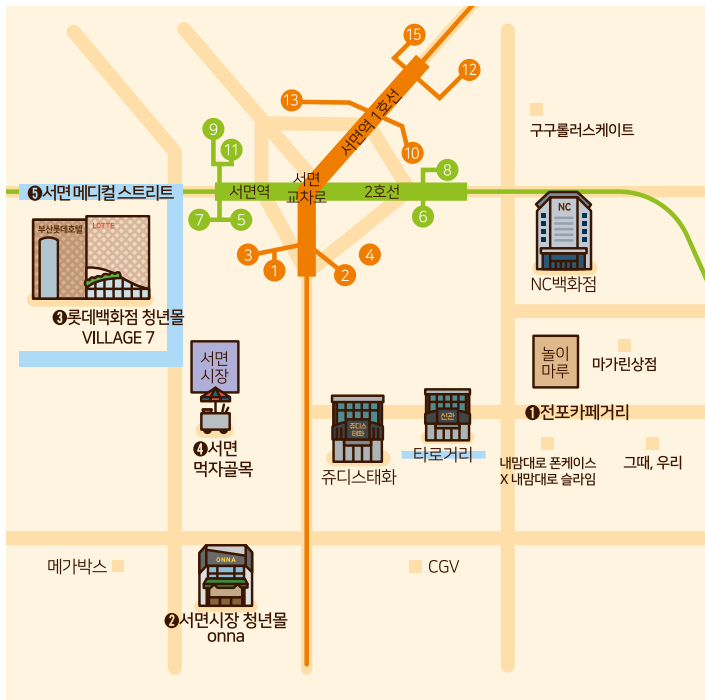 15
12
13
10
서면역 1호선
9
11
8
구구롤러스케이트
❺서면 메디컬 스트리트
서면역
서면
교차로
2호선
7
5
6
3
1
2
4
부산롯데호텔
LOTTE
NC
NC백화점
❸롯데백화점 청년몰
VILLAGE 7
서면
시장
놀이
마루
마가린상점
❶전포카페거리
쥬디스
태화
신관
❹서면
먹자골목
쥬디스태화
타로거리
내맘대로 폰케이스
X 내맘대로 슬라임
그때, 우리
메가박스
ONNA
CGV
❷서면시장 청년몰
onna